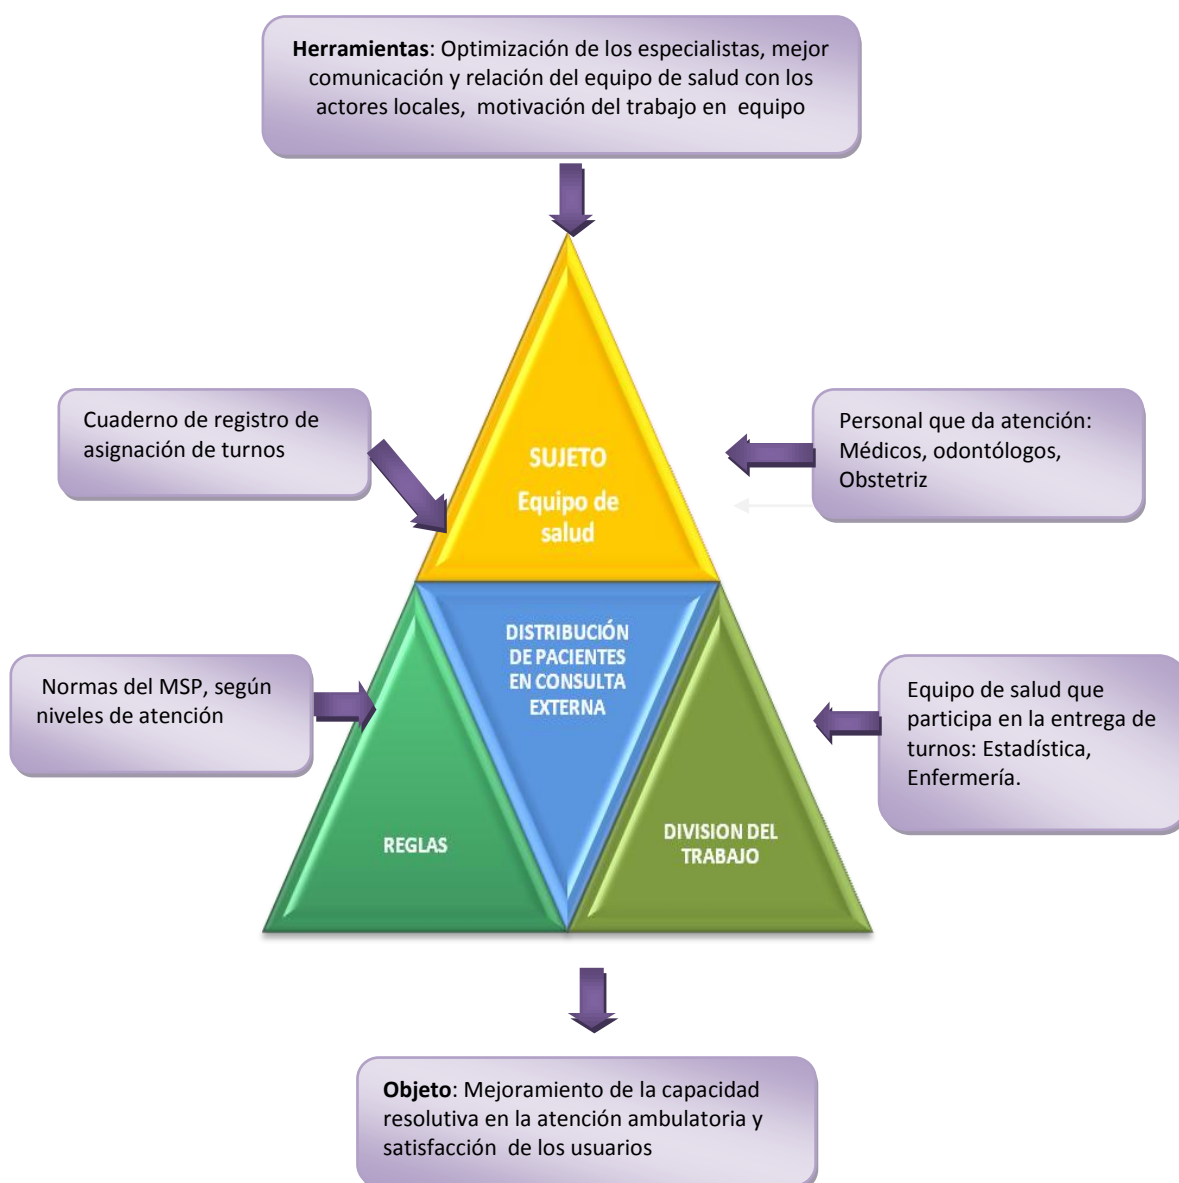 Herramientas: Optimización de los especialistas, mejor
comunicación y relación del equipo de salud con los
actores locales, motivación del trabajo en equipo
Cuaderno de registro de
asignación de turnos
Personal que da atención:
Médicos, odontólogos,
Obstetriz
SUJETO
Equipo de
salud
DISTRIBUCIÓN
DE PACIENTES
EN CONSULTA
EXTERNA
Normas del MSP, según
niveles de atención
Equipo de salud que
participa en la entrega de
turnos: Estadística,
Enfermería.
REGLAS
DIVISION DEL
TRABAJO
Objeto: Mejoramiento de la capacidad
resolutiva en la atención ambulatoria y
satisfacción de los usuarios